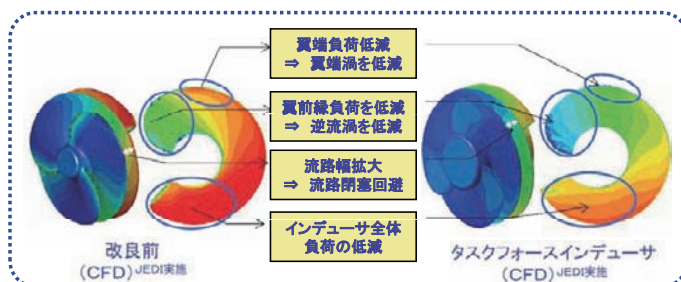 翼端負荷低減
⇒ 翼端渦を低減
翼前縁負荷を低減
⇒ 逆流渦を低減
流路幅拡大
⇒ 流路閉塞回避
インデューサ全体
負荷の低減
改良前
(CFD) JEDI実施
タスクフォースインデューサ
(CFD) JEDI実施